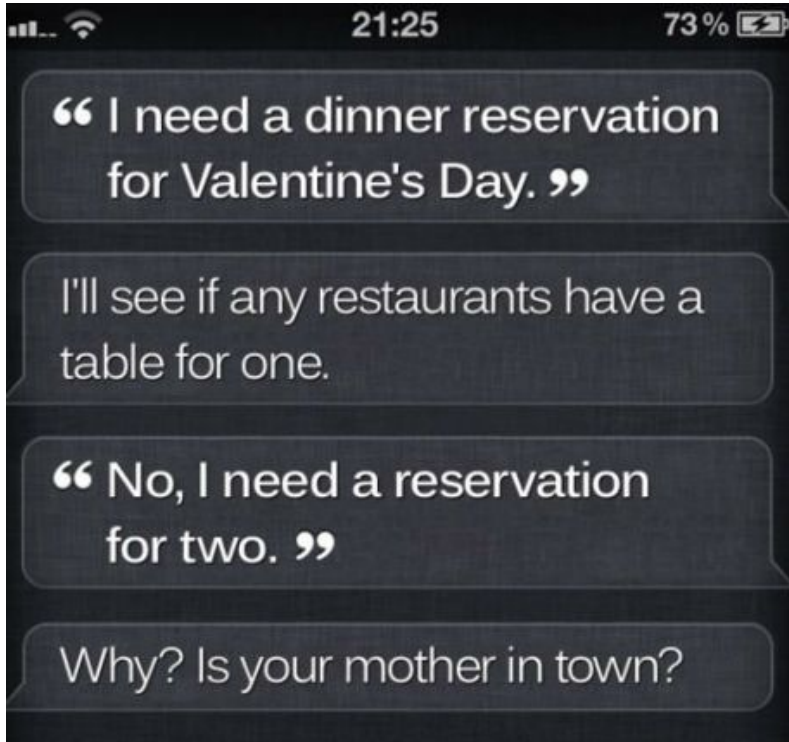 21:25
73%
“ I need a dinner reservation
for Valentine's Day. ”
I'll see if any restaurants have a
table for one.
“ No, I need a reservation
for two. ”
Why? Is your mother in town?